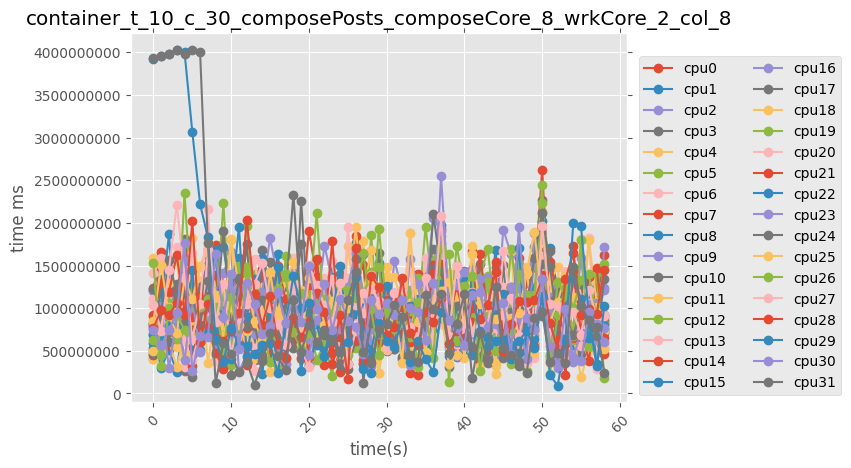 container_t_10_c_30_composePosts_composeCore_8_wrkCore_2_col_8
time ms
4000000000
3500000000
3000000000
2500000000
2000000000
1500000000
1000000000
500000000
0
0
10
20
30
40
50
60
time(s)
cpu0
cpu1
cpu2
cpu3
cpu4
cpu5
cpu6
cpu7
cpu8
cpu9
cpu10
cpu11
cpu12
cpu13
cpu14
cpu15
cpu16
cpu17
cpu18
cpu19
cpu20
cpu21
cpu22
cpu23
cpu24
cpu25
cpu26
cpu27
cpu28
cpu29
cpu30
cpu31